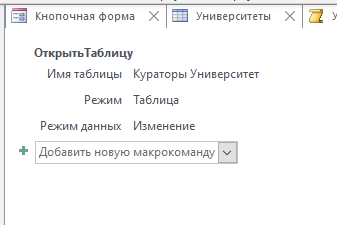 Кнопочная форма Университеты
ОткрытьТаблицу
Имя таблицы Кураторы Университет
Режим Таблица
Режим данных Изменение
Добавить новую макрокоманду